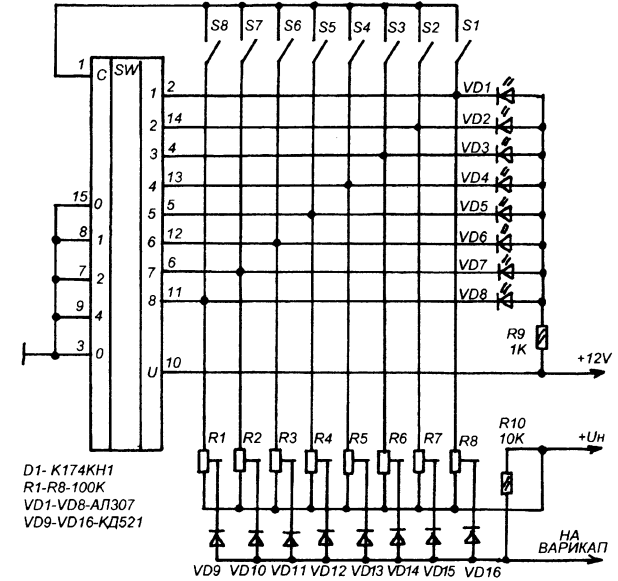 S8 S7 S6 S5 S4 S3 S2 S1
1 C SW
1 2 VD1
2 14 VD2
3 4 VD3
4 13 VD4
15 0 5 5 VD5
8 1 6 12 VD6
7 2 7 6 VD7
9 4 8 11 VD8
R9
1K
3 0
U 10 +12V
R1 R2 R3 R4 R5 R6 R7 R8
R10
10K
+Uн
D1- К174КН1
R1-R8-100K
VD1-VD8-АЛ307
VD9-VD16-КД521
НА
ВАРИКАП
VD9 VD10 VD11 VD12 VD13 VD14 VD15 VD16